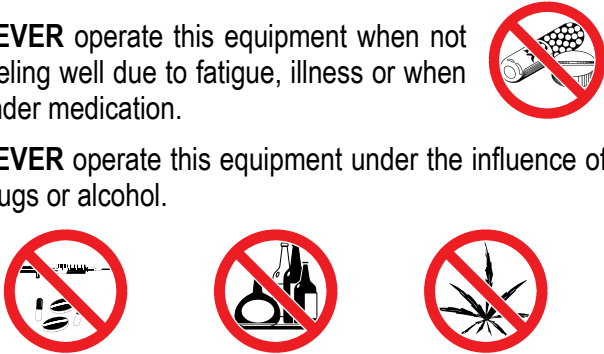 EVER operate this equipment when not
eling well due to fatigue, illness or when
nder medication.
EVER operate this equipment under the influence of
ugs or alcohol.